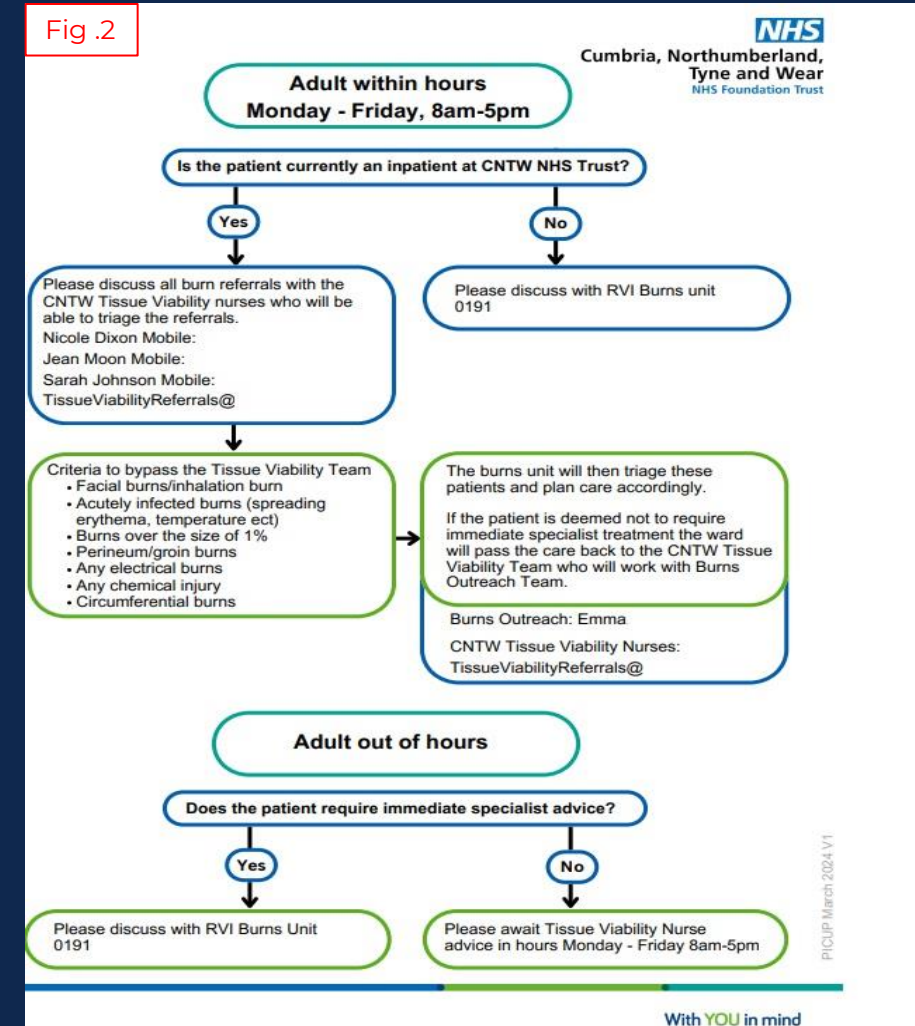 Fig .2
NHS
Cumbria, Northumberland,
Tyne and Wear
NHS Foundation Trust
Adult within hours
Monday - Friday, 8am-5pm
Is the patient currently an inpatient at CNTW NHS Trust?
Yes
No
Please discuss all burn referrals with the
CNTW Tissue Viability nurses who will be
able to triage the referrals.
Nicole Dixon Mobile:
Jean Moon Mobile:
Sarah Johnson Mobile:
TissueViabilityReferrals@
Please discuss with RVI Burns unit
0191
Criteria to bypass the Tissue Viability Team
• Facial burns/inhalation burn
• Acutely infected burns (spreading
erythema, temperature ect)
• Burns over the size of 1%
• Perineum/groin burns
• Any electrical burns
• Any chemical injury
• Circumferential burns
The burns unit will then triage these
patients and plan care accordingly.
If the patient is deemed not to require
immediate specialist treatment the ward
will pass the care back to the CNTW Tissue
Viability Team who will work with Burns
Outreach Team.
Burns Outreach: Emma
CNTW Tissue Viability Nurses:
TissueViabilityReferrals@
Adult out of hours
Does the patient require immediate specialist advice?
Yes
No
Please discuss with RVI Burns Unit
0191
Please await Tissue Viability Nurse
advice in hours Monday - Friday 8am-5pm
PICUP March 2024 V1
With YOU in mind